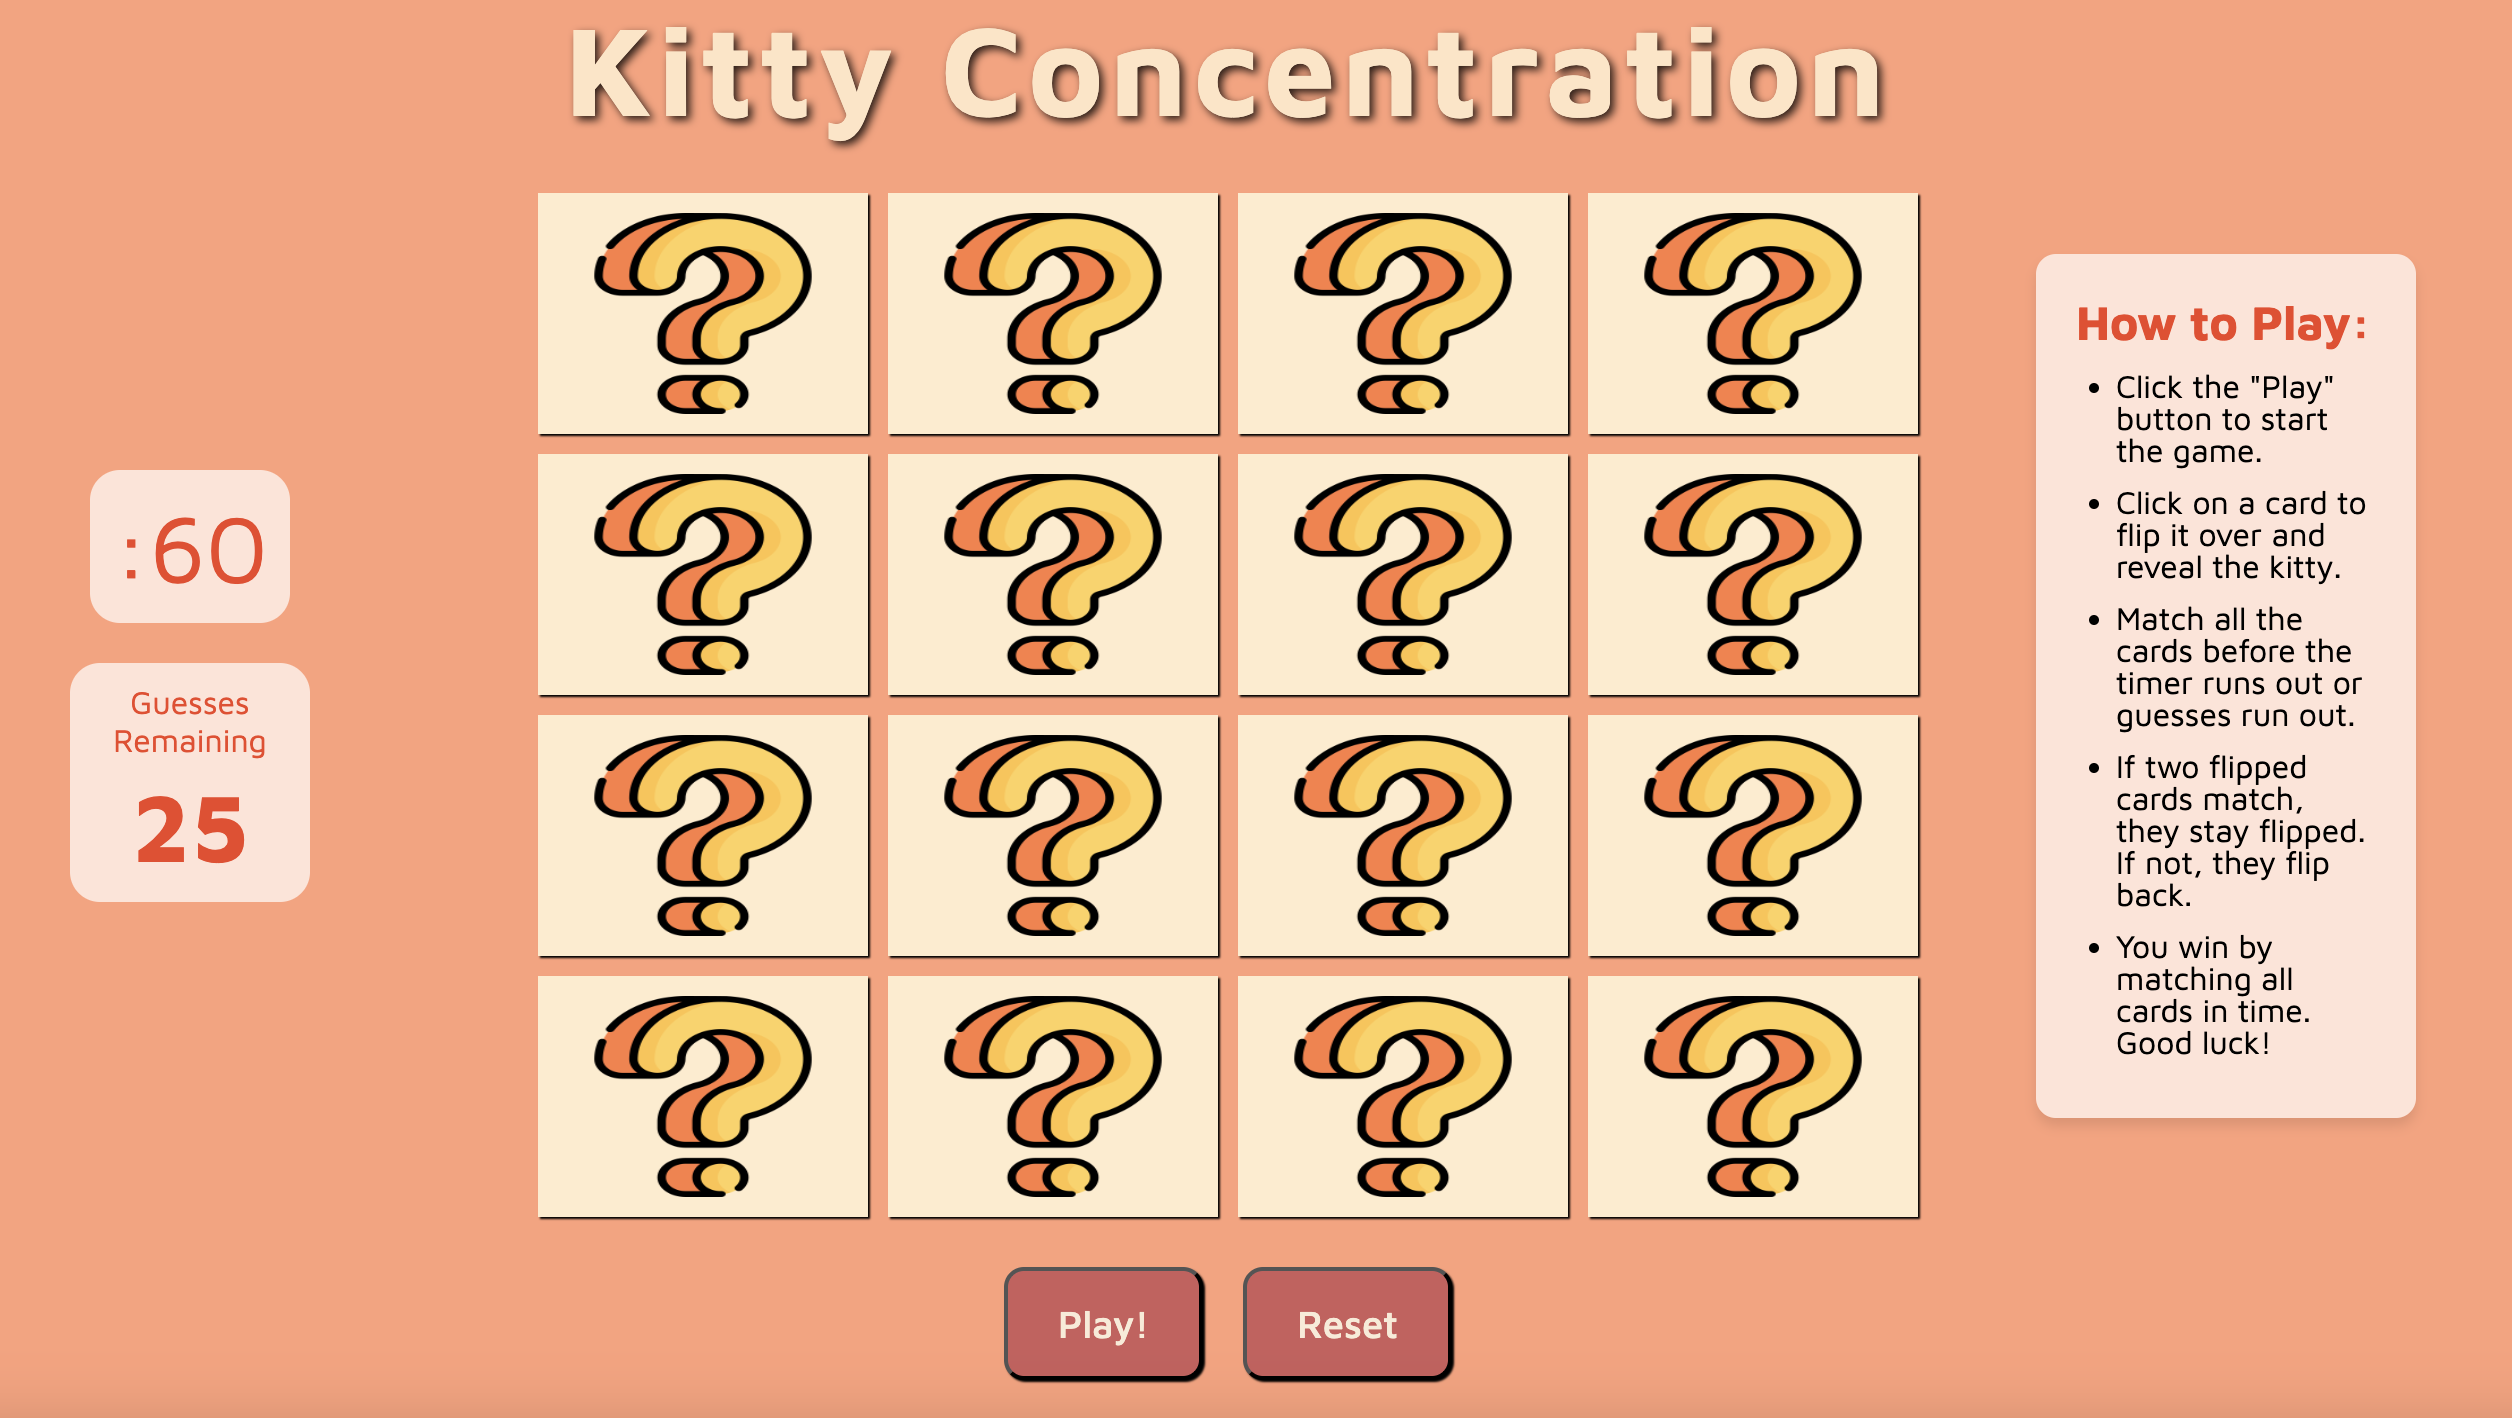 Kitty Concentration
:60
Guesses
Remaining
25
How to Play:
• Click the "Play"
button to start
the game.
• Click on a card to
flip it over and
reveal the kitty.
• Match all the
cards before the
timer runs out or
guesses run out.
• If two flipped
cards match,
they stay flipped.
If not, they flip
back.
• You win by
matching all
cards in time.
Good luck!
? ? ? ?
? ? ? ?
? ? ? ?
? ? ? ?
Play!
Reset